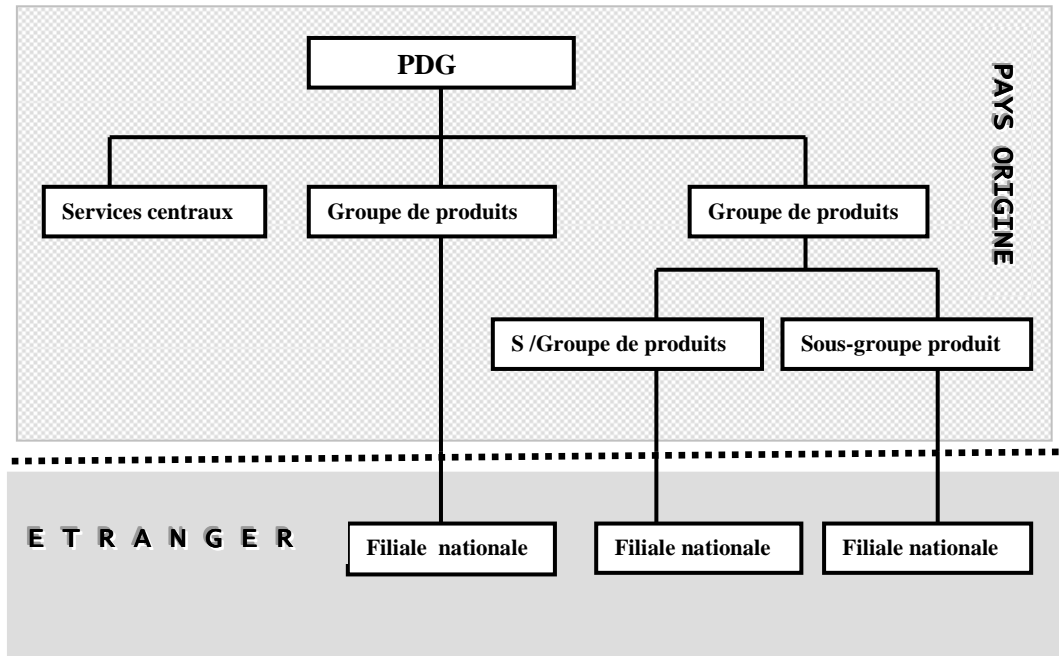 PDG
PAYS ORIGINE
Services centraux
Groupe de produits
Groupe de produits
S /Groupe de produits
Sous-groupe produit
E T R A N G E R
Filiale nationale
Filiale nationale
Filiale nationale